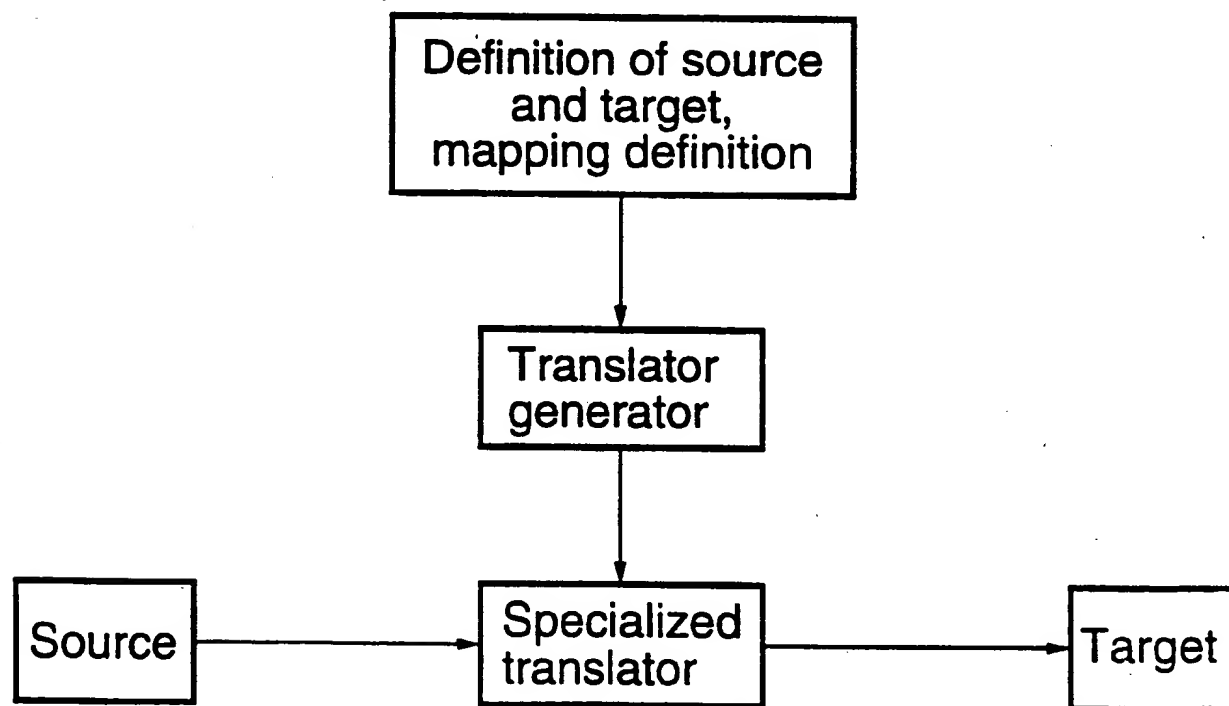 Definition of source
and target,
mapping definition
Translator
generator
Source
Specialized
translator
Target